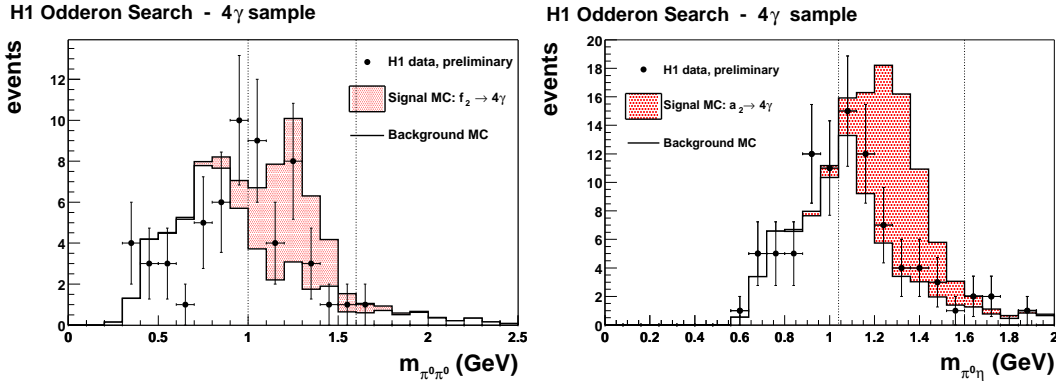 H1 Odderon Search - 4γ sample
events
H1 data, preliminary
Signal MC: f₂ → 4γ
Background MC
12
10
8
6
4
2
0
0 0.5 1 1.5 2 2.5
m_π⁰π⁰ (GeV)
H1 Odderon Search - 4γ sample
events
H1 data, preliminary
Signal MC: a₂ → 4γ
Background MC
20
18
16
14
12
10
8
6
4
2
0
0 0.2 0.4 0.6 0.8 1 1.2 1.4 1.6 1.8 2
m_π⁰η (GeV)